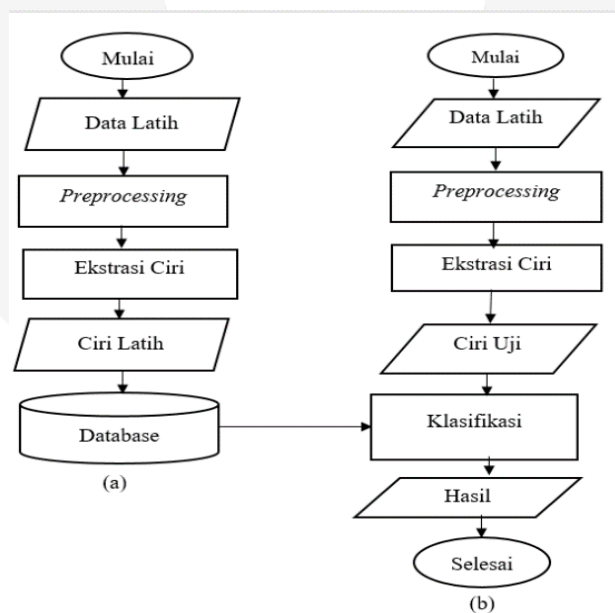 Mulai
Data Latih
Preprocessing
Ekstrasi Ciri
Ciri Latih
Database
(a)
Mulai
Data Latih
Preprocessing
Ekstrasi Ciri
Ciri Uji
Klasifikasi
Hasil
Selesai
(b)